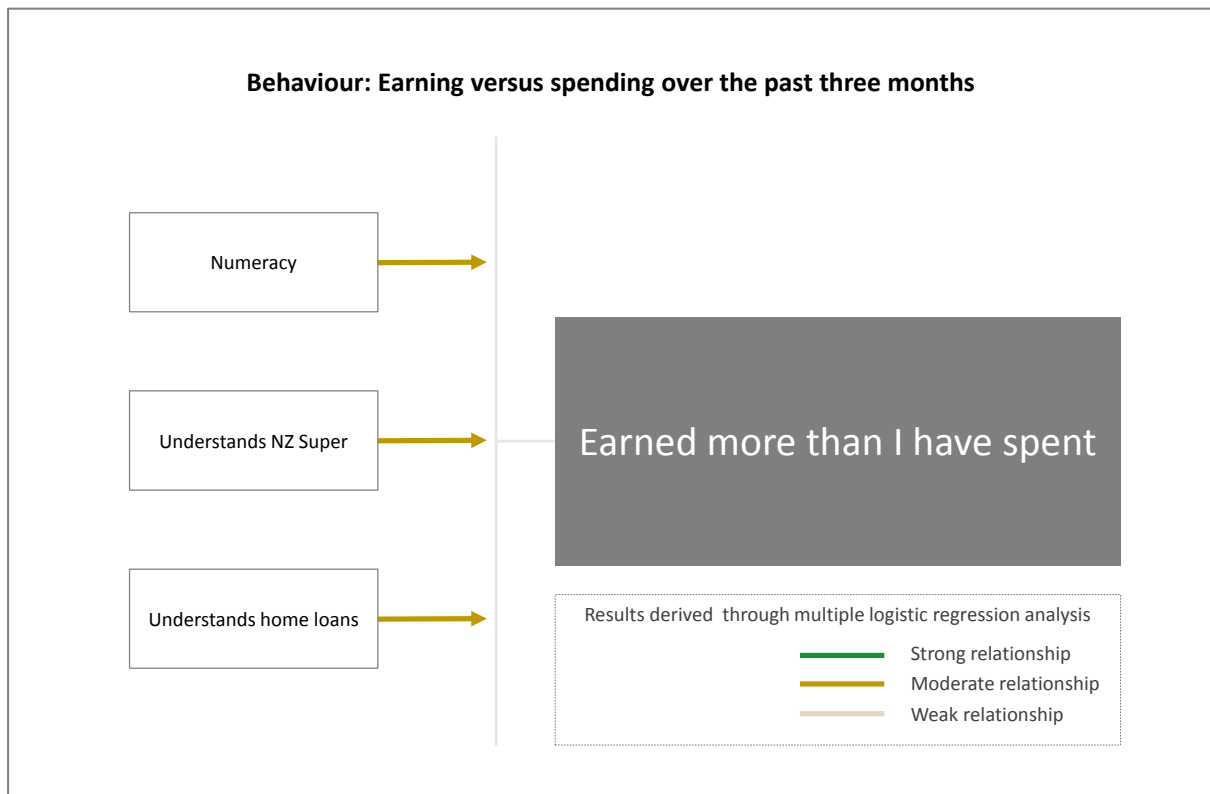 Behaviour: Earning versus spending over the past three months
Numeracy
Understands NZ Super
Earned more than I have spent
Understands home loans
Results derived  through multiple logistic regression analysis
Strong relationship
Moderate relationship
Weak relationship